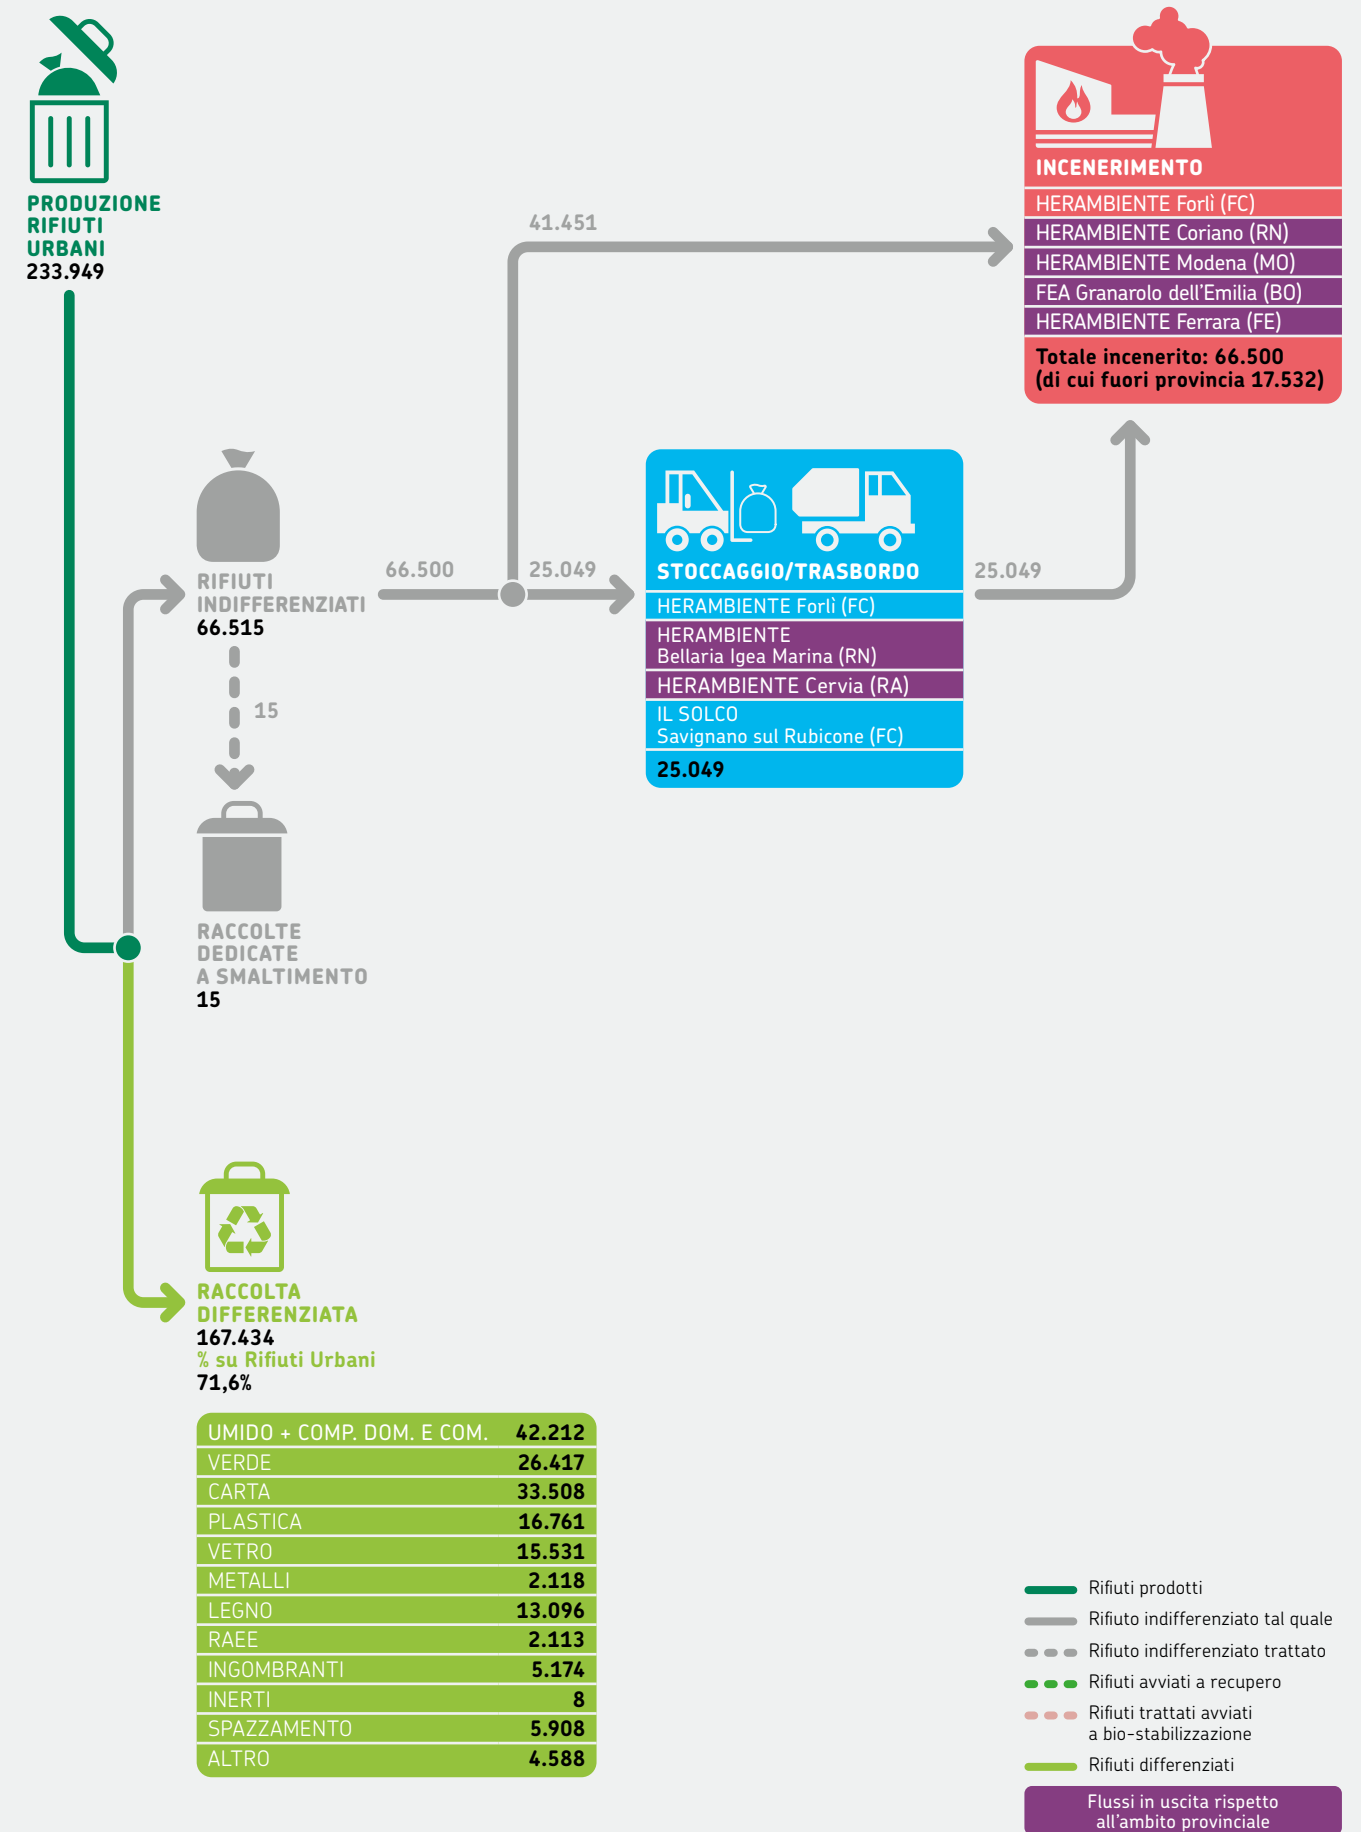 PRODUZIONE
RIFIUTI
URBANI
233.949
41.451
INCENERIMENTO
HERAMBIENTE Forlì (FC)
HERAMBIENTE Coriano (RN)
HERAMBIENTE Modena (MO)
FEA Granarolo dell'Emilia (BO)
HERAMBIENTE Ferrara (FE)
Totale incenerito: 66.500
(di cui fuori provincia 17.532)
RIFIUTI
INDIFFERENZIATI
66.515
66.500
25.049
STOCCAGGIO/TRASBORDO
HERAMBIENTE Forlì (FC)
HERAMBIENTE
Bellaria Igea Marina (RN)
HERAMBIENTE Cervia (RA)
IL SOLCO
Savignano sul Rubicone (FC)
25.049
25.049
15
RACCOLTE
DEDICATE
A SMALTIMENTO
15
RACCOLTA
DIFFERENZIATA
167.434
% su Rifiuti Urbani
71,6%
UMIDO + COMP. DOM. E COM. 42.212
VERDE 26.417
CARTA 33.508
PLASTICA 16.761
VETRO 15.531
METALLI 2.118
LEGNO 13.096
RAEE 2.113
INGOMBRANTI 5.174
INERTI 8
SPAZZAMENTO 5.908
ALTRO 4.588
Rifiuti prodotti
Rifiuto indifferenziato tal quale
Rifiuto indifferenziato trattato
Rifiuti avviati a recupero
Rifiuti trattati avviati
a bio-stabilizzazione
Rifiuti differenziati
Flussi in uscita rispetto
all'ambito provinciale